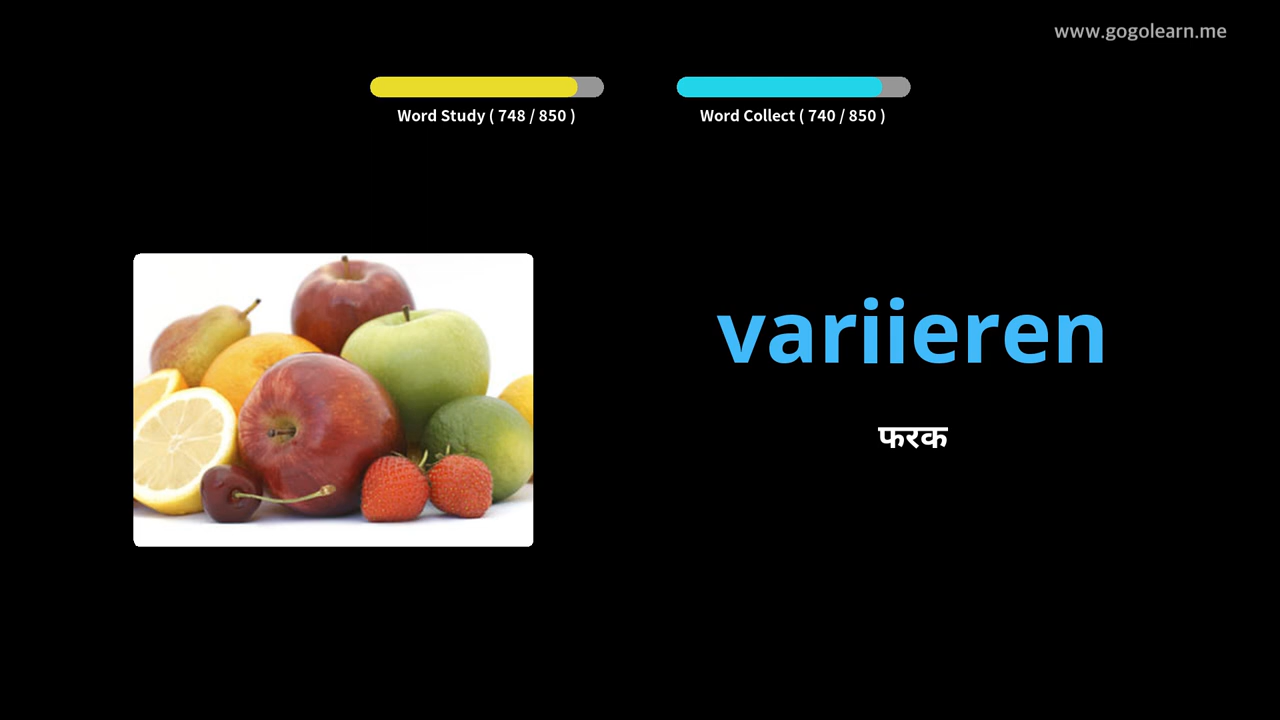 www.gogolearn.me
Word Study ( 748 / 850 )
Word Collect ( 740 / 850 )
variieren
फरक